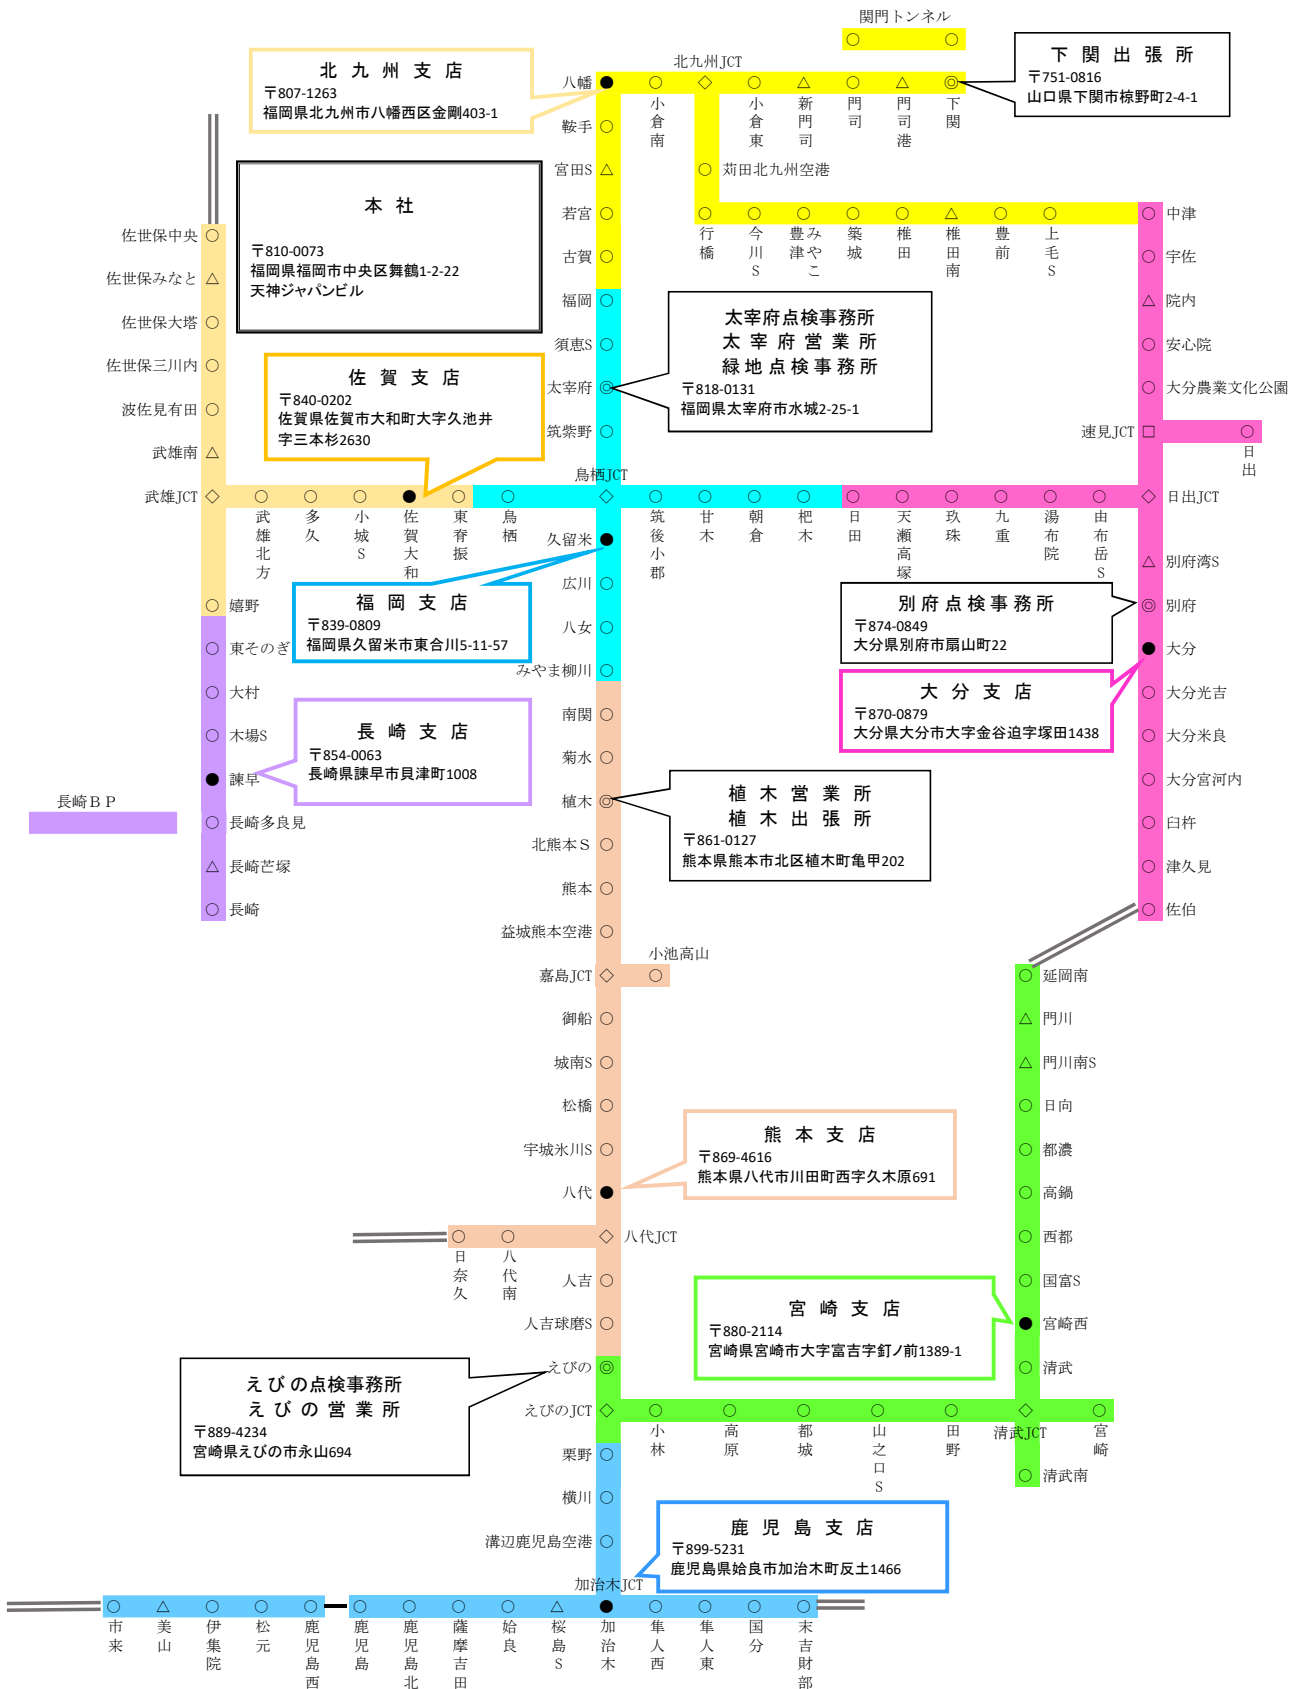 関門トンネル
北九州支店
〒807-1263
福岡県北九州市八幡西区金剛403-1
下関出張所
〒751-0816
山口県下関市椋野町2-4-1
北九州JCT
八幡
小倉南
小倉東
新門司
門司
門司港
下関
鞍手
宮田S
苅田北九州空港
若宮
行橋
今川S
みやこ
豊津
築城
椎田
椎田南
豊前
上毛S
中津
古賀
宇佐
本社
〒810-0073
福岡県福岡市中央区舞鶴1-2-22
天神ジャパンビル
佐世保中央
佐世保みなと
佐世保大塔
佐世保三川内
波佐見有田
武雄南
武雄JCT
福岡
須恵S
太宰府
筑紫野
鳥栖JCT
太宰府点検事務所
太宰府営業所
緑地点検事務所
〒818-0131
福岡県太宰府市水城2-25-1
院内
安心院
大分農業文化公園
速見JCT
日出
日出JCT
佐賀支店
〒840-0202
佐賀県佐賀市大和町大字久池井
字三本杉2630
武雄北方
多久
小城S
佐賀大和
東脊振
鳥栖
筑後小郡
甘木
朝倉
杷木
日田
天瀬高塚
玖珠
九重
湯布院
由布岳S
久留米
広川
八女
みやま柳川
福岡支店
〒839-0809
福岡県久留米市東合川5-11-57
別府点検事務所
〒874-0849
大分県別府市扇山町22
別府湾S
別府
大分
大分光吉
大分米良
大分宮河内
臼杵
津久見
佐伯
大分支店
〒870-0879
大分県大分市大字金谷迫字塚田1438
嬉野
東そのぎ
大村
木場S
諫早
長崎多良見
長崎芒塚
長崎
長崎BP
長崎支店
〒854-0063
長崎県諫早市貝津町1008
南関
菊水
植木
北熊本S
熊本
益城熊本空港
嘉島JCT
小池高山
御船
城南S
松橋
宇城氷川S
八代
植木営業所
植木出張所
〒861-0127
熊本県熊本市北区植木町亀甲202
延岡南
門川
門川南S
日向
都濃
高鍋
西都
国富S
宮崎西
清武
熊本支店
〒869-4616
熊本県八代市川田町西字久木原691
八代JCT
日奈久
八代南
人吉
人吉球磨S
えびの
えびのJCT
宮崎支店
〒880-2114
宮崎県宮崎市大字富吉字釘ノ前1389-1
えびの点検事務所
えびの営業所
〒889-4234
宮崎県えびの市永山694
小林
高原
都城
山之口S
田野
清武JCT
宮崎
清武南
栗野
横川
溝辺鹿児島空港
加治木JCT
鹿児島支店
〒899-5231
鹿児島県姶良市加治木町反土1466
市来
美山
伊集院
松元
鹿児島西
鹿児島
鹿児島北
薩摩吉田
姶良
桜島S
加治木
隼人西
隼人東
国分
末吉財部